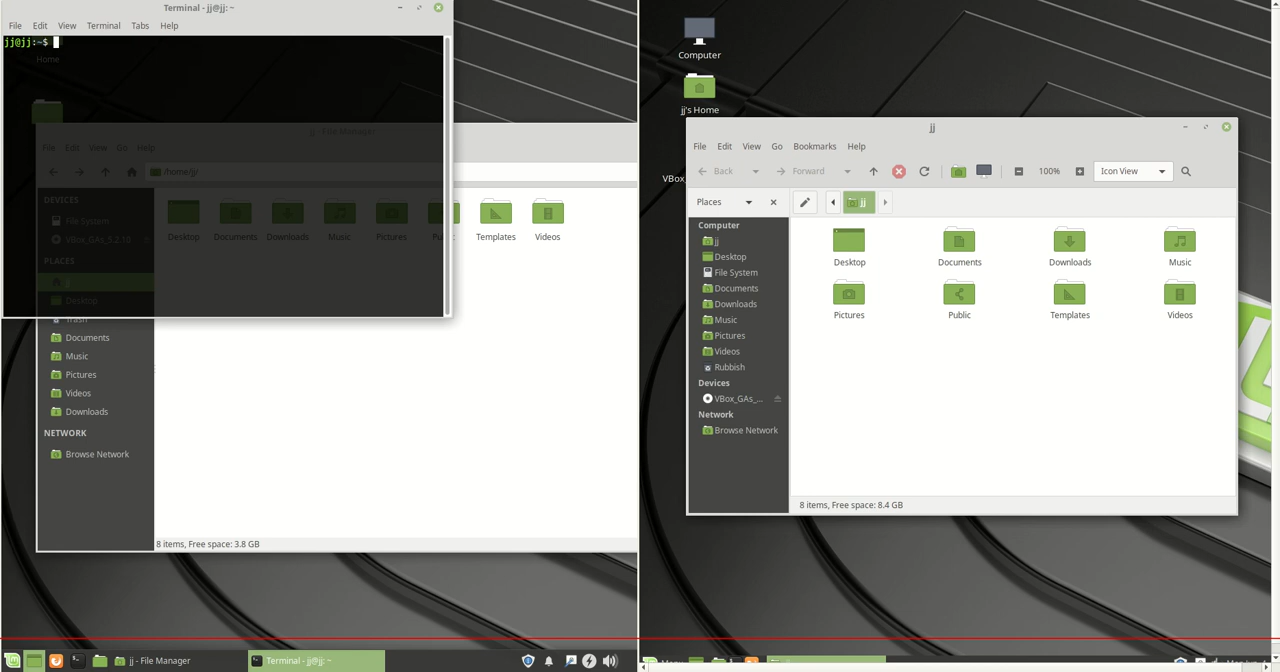 Terminal - jj@jj: ~
File Edit View Terminal Tabs Help
jj@jj:~$
Home
jj - File Manager
File Edit View Go Help
/home/jj/
DEVICES
File System
VBox_GAs_5.2.10
PLACES
jj
Desktop
Trash
Documents
Music
Pictures
Videos
Downloads
NETWORK
Browse Network
Desktop Documents Downloads Music Pictures Templates Videos
8 items, Free space: 3.8 GB
jj - File Manager
Terminal - jj@jj: ~
Computer
jj's Home
VBox
jj
File Edit View Go Bookmarks Help
Back Forward 100% Icon View
Places
jj
Computer
jj
Desktop
File System
Documents
Downloads
Music
Pictures
Videos
Rubbish
Devices
VBox_GAs_...
Network
Browse Network
Desktop Documents Downloads Music
Pictures Public Templates Videos
8 items, Free space: 8.4 GB